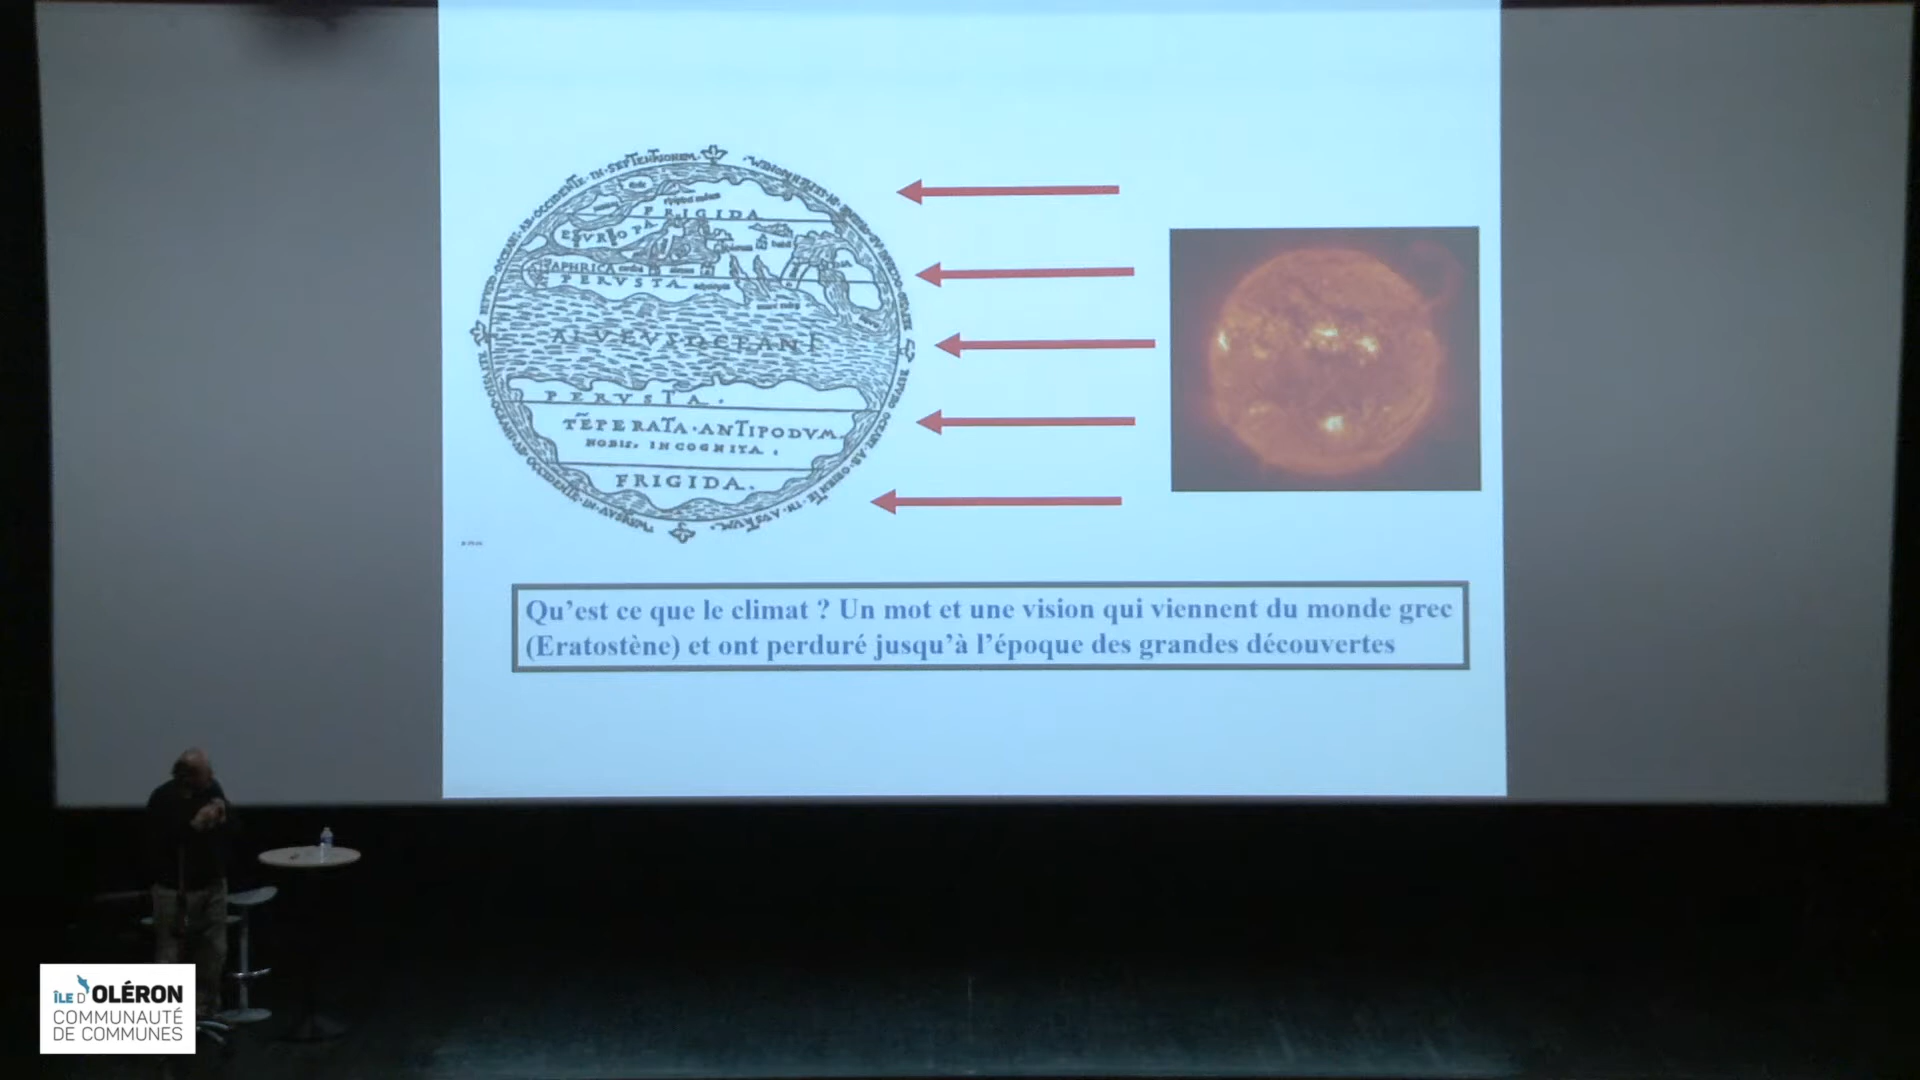 FRIGIDA
EVROPA
APHRICA
PERVSTA
ALVEVS OCEANI
PERVSTA.
TẼPERATA·ANTIPODVM.
NOBIS. INCOGNITA.
FRIGIDA.
Qu’est ce que le climat ? Un mot et une vision qui viennent du monde grec
(Eratostène) et ont perduré jusqu’à l’époque des grandes découvertes
ÎLE D'OLÉRON
COMMUNAUTÉ
DE COMMUNES